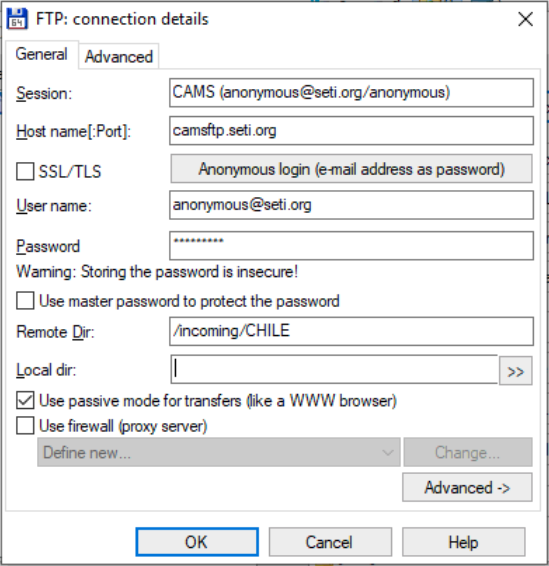 64 FTP: connection details
General Advanced
Session: CAMS (anonymous@seti.org/anonymous)
Host name[:Port]: camsftp.seti.org
SSL/TLS Anonymous login (e-mail address as password)
User name: anonymous@seti.org
Password *********
Warning: Storing the password is insecure!
Use master password to protect the password
Remote Dir: /incoming/CHILE
Local dir: >>
Use passive mode for transfers (like a WWW browser)
Use firewall (proxy server)
Define new... Change...
Advanced ->
OK Cancel Help